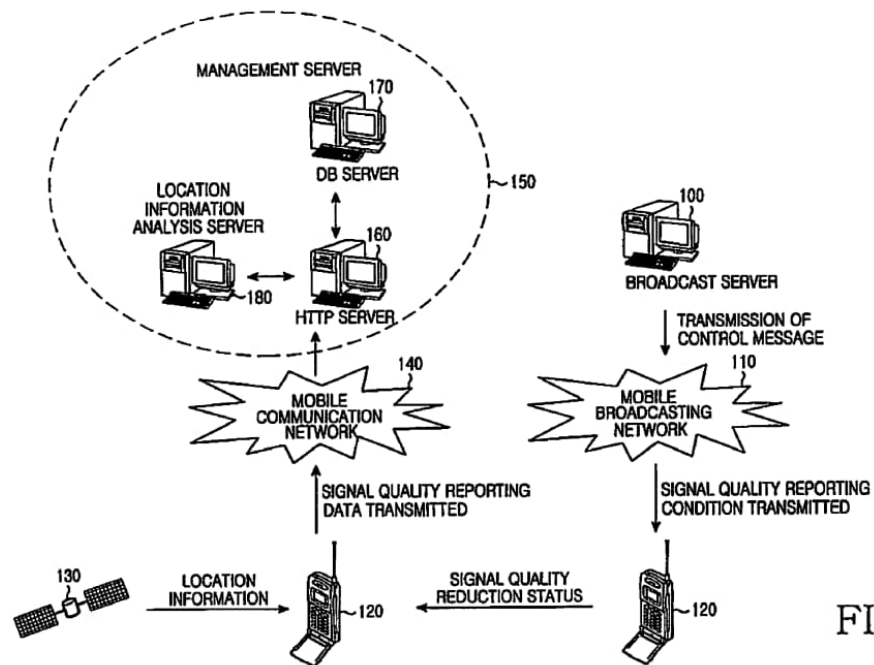 MANAGEMENT SERVER
170
DB SERVER
150
LOCATION
INFORMATION
ANALYSIS SERVER
180
160
HTTP SERVER
100
BROADCAST SERVER
TRANSMISSION OF
CONTROL MESSAGE
140
MOBILE
COMMUNICATION
NETWORK
110
MOBILE
BROADCASTING
NETWORK
SIGNAL QUALITY REPORTING
DATA TRANSMITTED
SIGNAL QUALITY REPORTING
CONDITION TRANSMITTED
130
LOCATION
INFORMATION
120
SIGNAL QUALITY
REDUCTION STATUS
120
FI